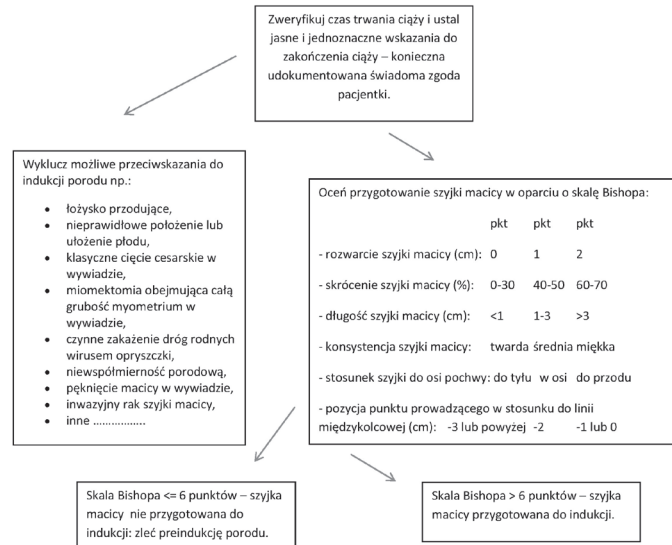 Zweryfikuj czas trwania ciąży i ustal
jasne i jednoznaczne wskazania do
zakończenia ciąży – konieczna
udokumentowana świadoma zgoda
pacjentki.
Wyklucz możliwe przeciwskazania do
indukcji porodu np.:
• łożysko przodujące,
• nieprawidłowe położenie lub
ułożenie płodu,
• klasyczne cięcie cesarskie w
wywiadzie,
• miomektomia obejmująca całą
grubość myometrium w
wywiadzie,
• czynne zakażenie dróg rodnych
wirusem opryszczki,
• niewspółmierność porodową,
• pęknięcie macicy w wywiadzie,
• inwazyjny rak szyjki macicy,
• inne ................
Oceń przygotowanie szyjki macicy w oparciu o skalę Bishopa:
pkt pkt pkt
- rozwarcie szyjki macicy (cm): 0 1 2
- skrócenie szyjki macicy (%): 0-30 40-50 60-70
- długość szyjki macicy (cm): <1 1-3 >3
- konsystencja szyjki macicy: twarda średnia miękka
- stosunek szyjki do osi pochwy: do tyłu w osi do przodu
- pozycja punktu prowadzącego w stosunku do linii
międzykolcowej (cm): -3 lub powyżej -2 -1 lub 0
Skala Bishopa <= 6 punktów – szyjka
macicy nie przygotowana do
indukcji: zleć preindukcję porodu.
Skala Bishopa > 6 punktów – szyjka
macicy przygotowana do indukcji.